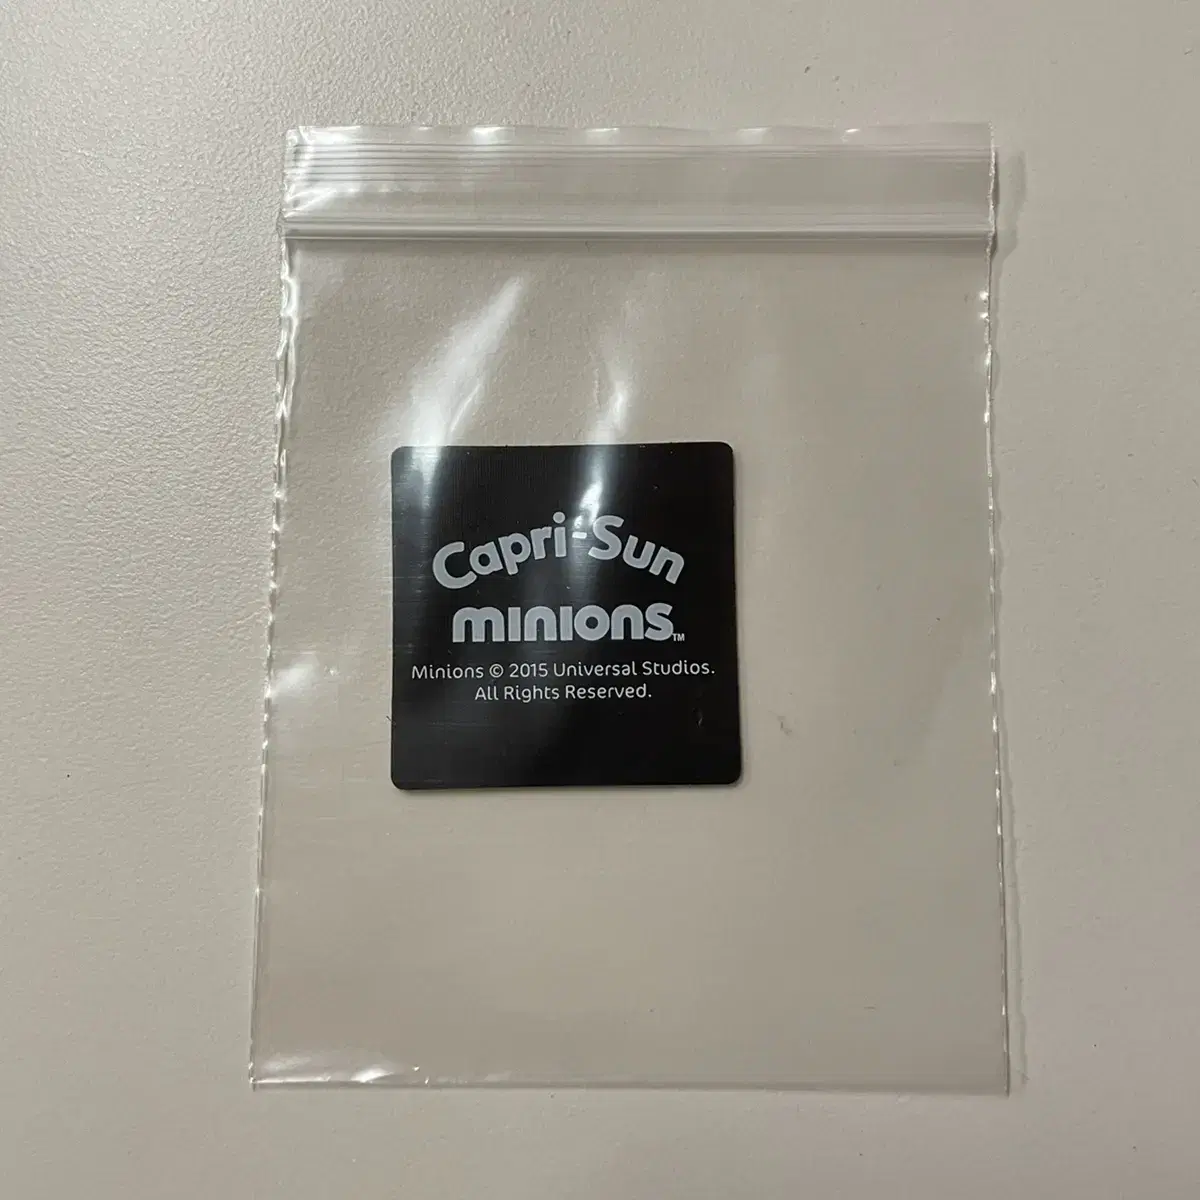 Capri-Sun
minions™
Minions © 2015 Universal Studios.
All Rights Reserved.